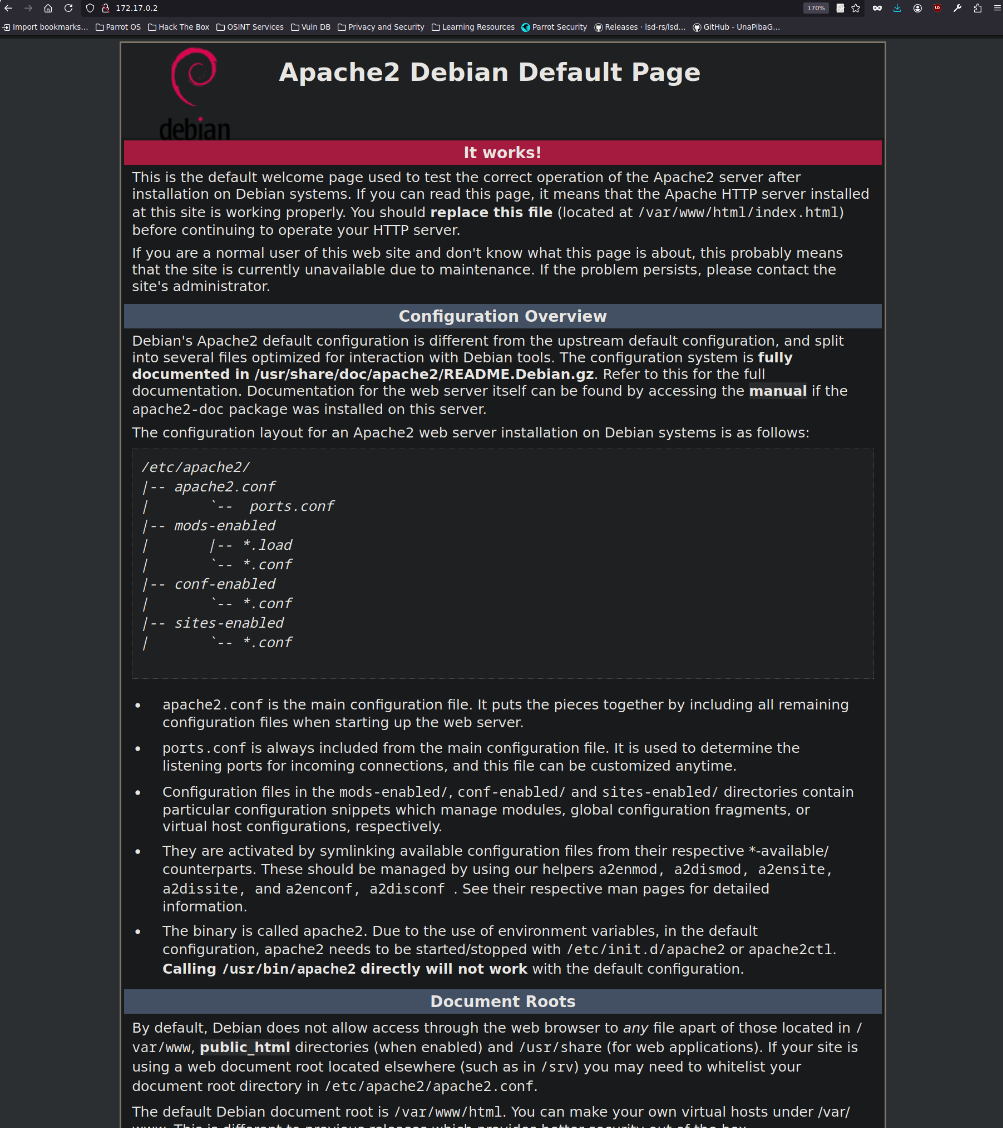 172.17.0.2
170%
Import bookmarks...
Parrot OS
Hack The Box
OSINT Services
Vuln DB
Privacy and Security
Learning Resources
Parrot Security
Releases · lsd-rs/lsd...
GitHub - UnaPibaG...
debian
Apache2 Debian Default Page
It works!
This is the default welcome page used to test the correct operation of the Apache2 server after
installation on Debian systems. If you can read this page, it means that the Apache HTTP server installed
at this site is working properly. You should replace this file (located at /var/www/html/index.html)
before continuing to operate your HTTP server.
If you are a normal user of this web site and don't know what this page is about, this probably means
that the site is currently unavailable due to maintenance. If the problem persists, please contact the
site's administrator.
Configuration Overview
Debian's Apache2 default configuration is different from the upstream default configuration, and split
into several files optimized for interaction with Debian tools. The configuration system is fully
documented in /usr/share/doc/apache2/README.Debian.gz. Refer to this for the full
documentation. Documentation for the web server itself can be found by accessing the manual if the
apache2-doc package was installed on this server.
The configuration layout for an Apache2 web server installation on Debian systems is as follows:
/etc/apache2/
|-- apache2.conf
|       `--  ports.conf
|-- mods-enabled
|       |-- *.load
|       `-- *.conf
|-- conf-enabled
|       `-- *.conf
|-- sites-enabled
|       `-- *.conf
• apache2.conf is the main configuration file. It puts the pieces together by including all remaining
configuration files when starting up the web server.
• ports.conf is always included from the main configuration file. It is used to determine the
listening ports for incoming connections, and this file can be customized anytime.
• Configuration files in the mods-enabled/, conf-enabled/ and sites-enabled/ directories contain
particular configuration snippets which manage modules, global configuration fragments, or
virtual host configurations, respectively.
• They are activated by symlinking available configuration files from their respective *-available/
counterparts. These should be managed by using our helpers a2enmod, a2dismod, a2ensite,
a2dissite, and a2enconf, a2disconf . See their respective man pages for detailed
information.
• The binary is called apache2. Due to the use of environment variables, in the default
configuration, apache2 needs to be started/stopped with /etc/init.d/apache2 or apache2ctl.
Calling /usr/bin/apache2 directly will not work with the default configuration.
Document Roots
By default, Debian does not allow access through the web browser to any file apart of those located in /
var/www, public_html directories (when enabled) and /usr/share (for web applications). If your site is
using a web document root located elsewhere (such as in /srv) you may need to whitelist your
document root directory in /etc/apache2/apache2.conf.
The default Debian document root is /var/www/html. You can make your own virtual hosts under /var/
www. This is different to previous releases which provides better security out of the box.